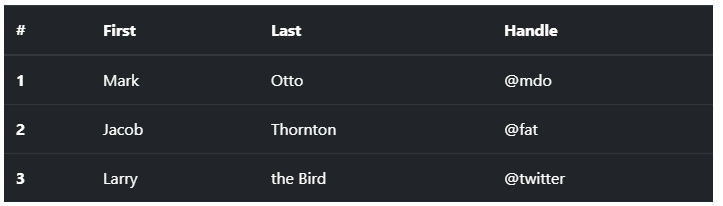 # First Last Handle
1 Mark Otto @mdo
2 Jacob Thornton @fat
3 Larry the Bird @twitter